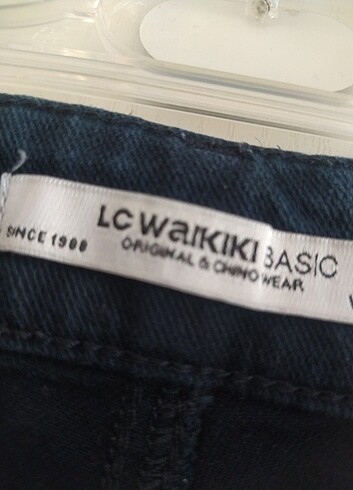 LC WAIKIKI BASIC
SINCE 1988 ORIGINAL & CHINO WEAR